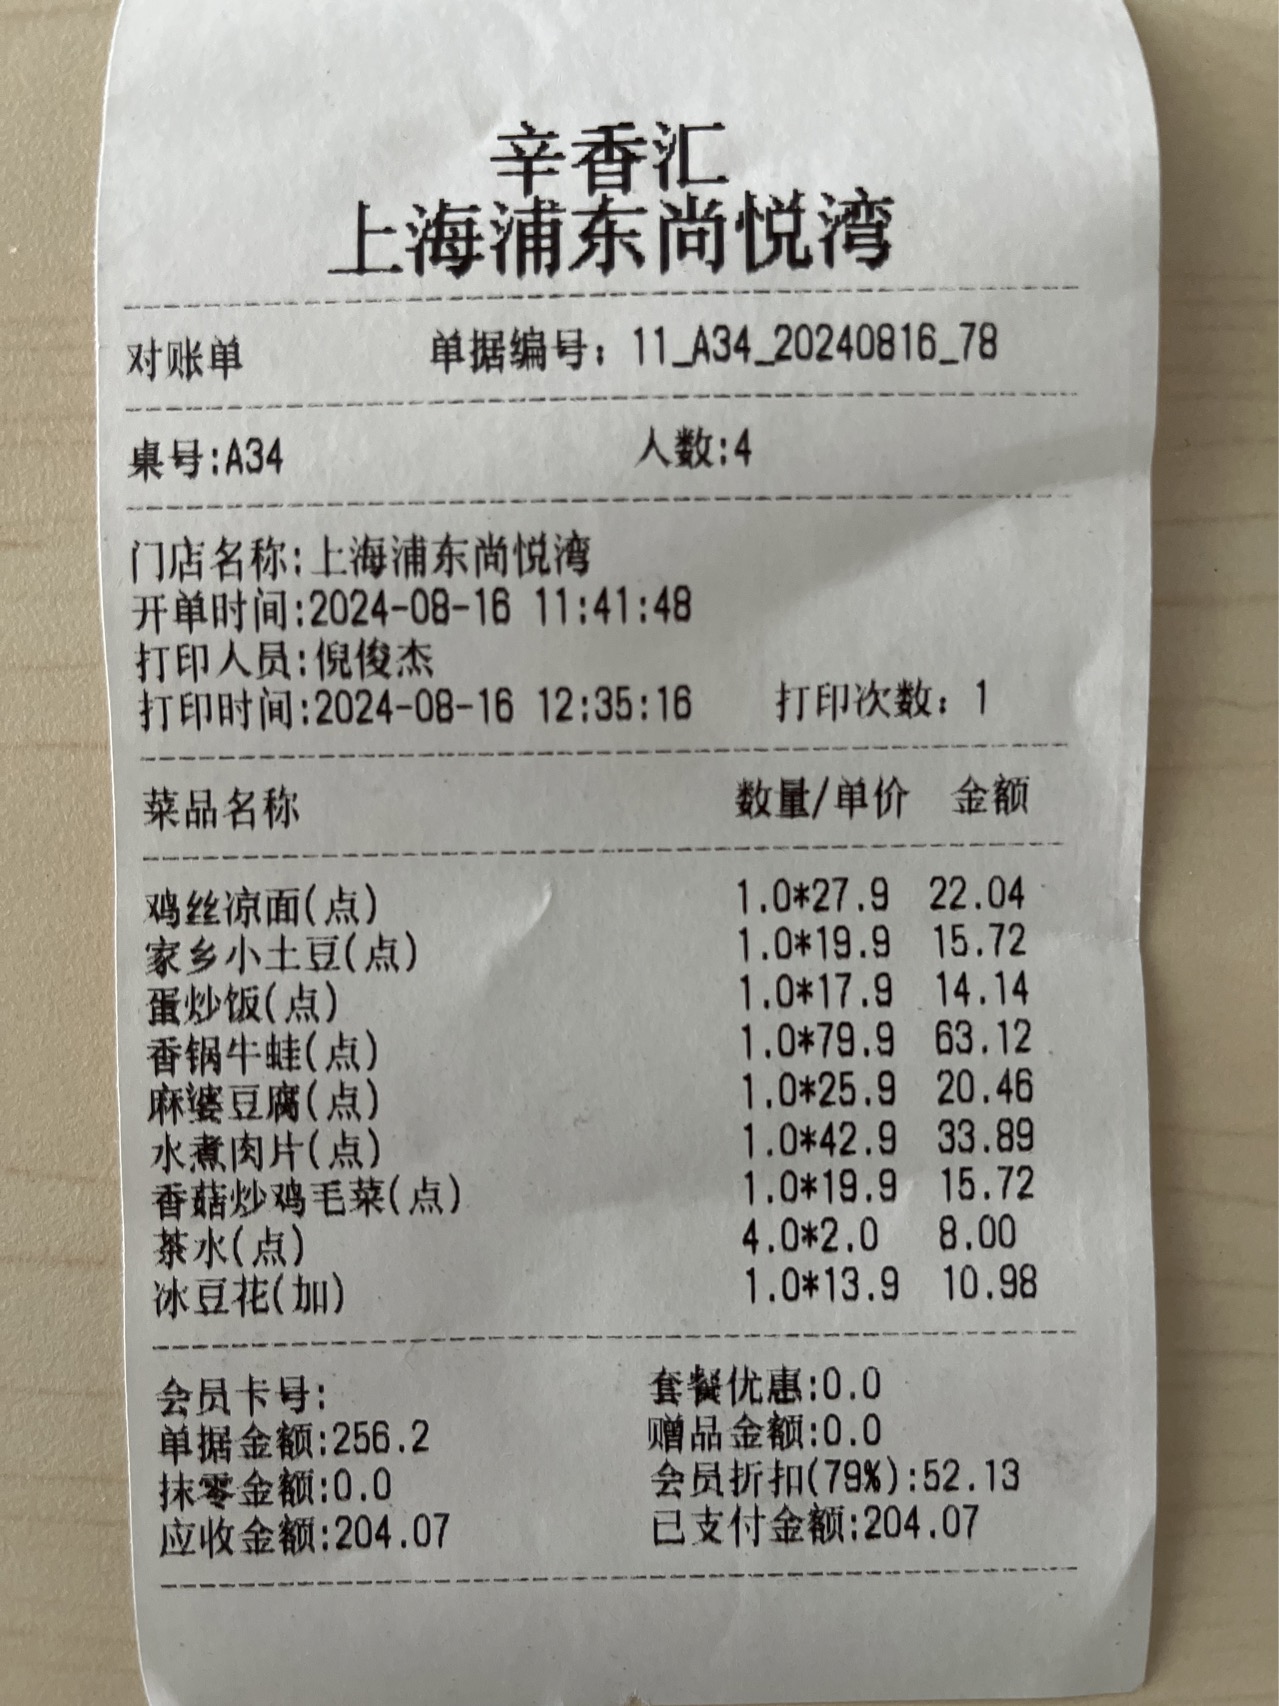 辛香汇
上海浦东尚悦湾
对账单 单据编号：11_A34_20240816_78
桌号:A34 人数:4
门店名称:上海浦东尚悦湾
开单时间:2024-08-16 11:41:48
打印人员:倪俊杰
打印时间:2024-08-16 12:35:16 打印次数：1
菜品名称 数量/单价 金额
鸡丝凉面(点) 1.0*27.9 22.04
家乡小土豆(点) 1.0*19.9 15.72
蛋炒饭(点) 1.0*17.9 14.14
香锅牛蛙(点) 1.0*79.9 63.12
麻婆豆腐(点) 1.0*25.9 20.46
水煮肉片(点) 1.0*42.9 33.89
香菇炒鸡毛菜(点) 1.0*19.9 15.72
茶水(点) 4.0*2.0 8.00
冰豆花(加) 1.0*13.9 10.98
会员卡号: 套餐优惠:0.0
单据金额:256.2 赠品金额:0.0
抹零金额:0.0 会员折扣(79%):52.13
应收金额:204.07 已支付金额:204.07